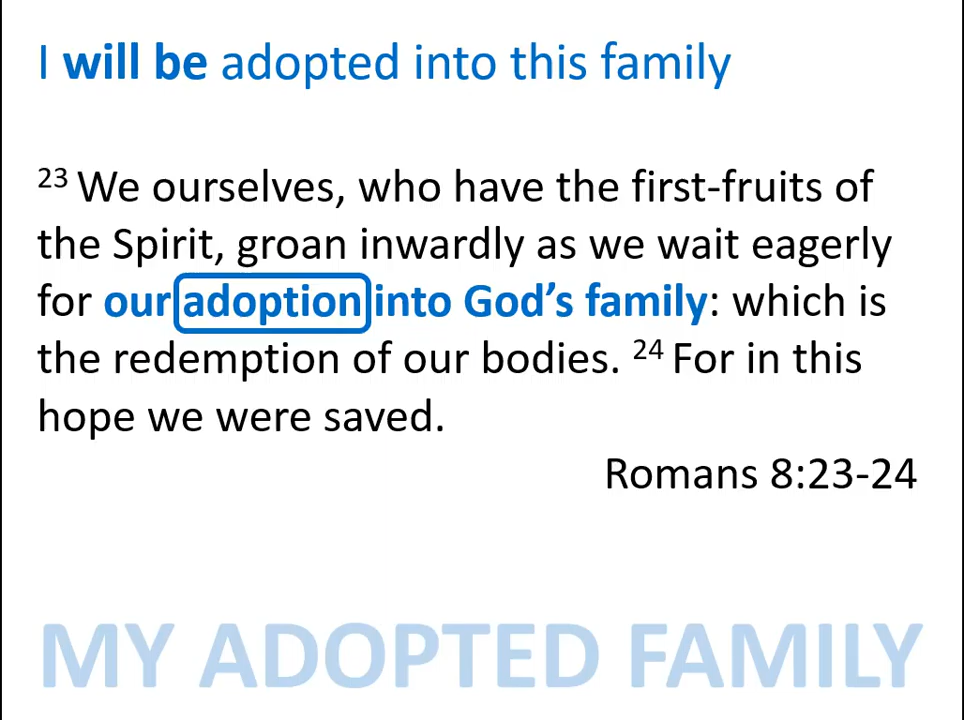 I will be adopted into this family
23 We ourselves, who have the first-fruits of
the Spirit, groan inwardly as we wait eagerly
for our adoption into God’s family: which is
the redemption of our bodies. 24 For in this
hope we were saved.
Romans 8:23-24
MY ADOPTED FAMILY